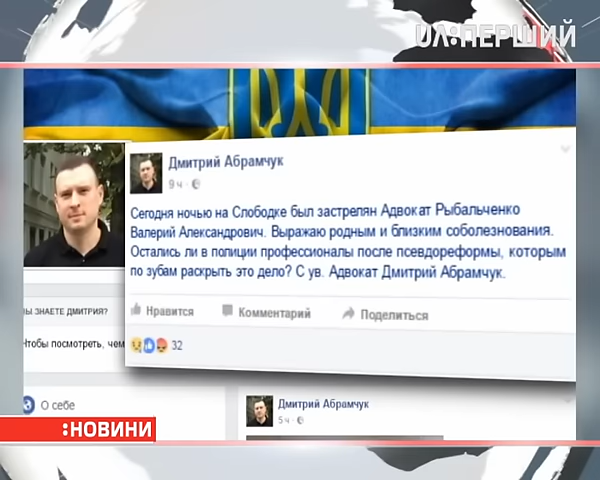 UA:ПЕРШИЙ
Дмитрий Абрамчук
9 ч ·
Сегодня ночью на Слободке был застрелян Адвокат Рыбальченко
Валерий Александрович. Выражаю родным и близким соболезнования.
Остались ли в полиции профессионалы после псевдореформы, которым
по зубам раскрыть это дело? С ув. Адвокат Дмитрий Абрамчук.
Нравится Комментарий Поделиться
32
ВЫ ЗНАЕТЕ ДМИТРИЯ?
Чтобы посмотреть, чем
О себе
Дмитрий Абрамчук
5 ч ·
:НОВИНИ